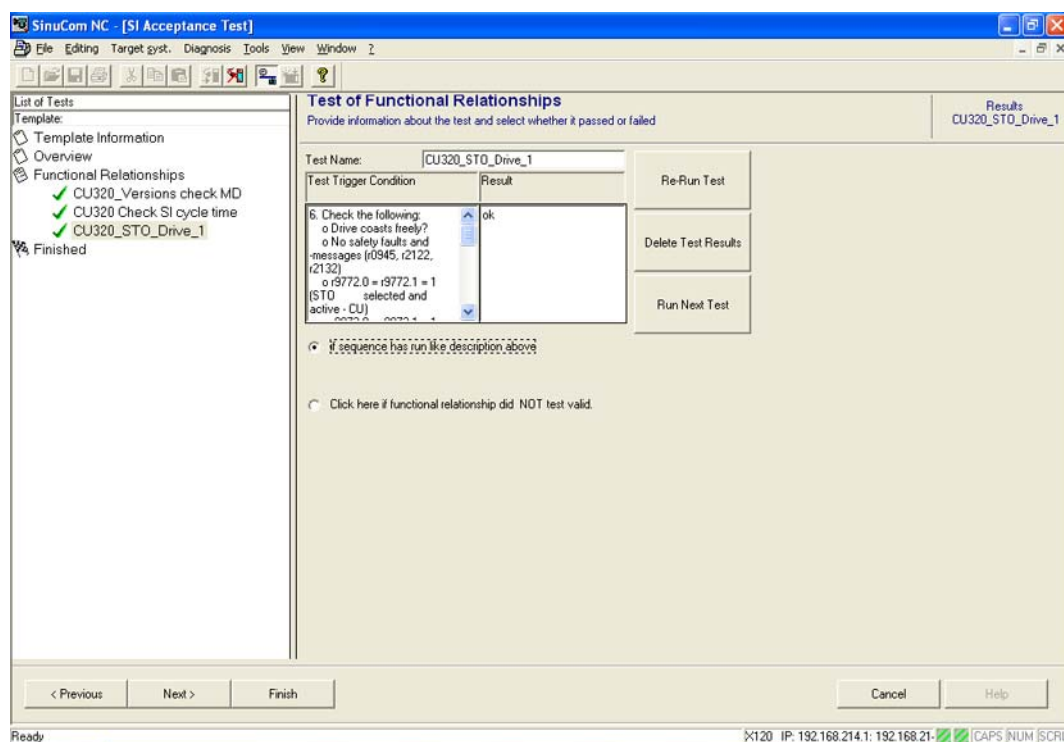 SinuCom NC - [SI Acceptance Test]
File Editing Target syst. Diagnosis Tools View Window ?
List of Tests
Template:
Template Information
Overview
Functional Relationships
CU320_Versions check MD
CU320 Check SI cycle time
CU320_STO_Drive_1
Finished
Test of Functional Relationships
Provide information about the test and select whether it passed or failed
Results
CU320_STO_Drive_1
Test Name: CU320_STO_Drive_1
Test Trigger Condition Result
6. Check the following:
o Drive coasts freely?
o No safety faults and
-messages (r0945, r2122,
r2132)
o r9772.0 = r9772.1 = 1
(STO selected and
active - CU)
ok
Re-Run Test
Delete Test Results
Run Next Test
if sequence has run like description above
Click here if functional relationship did NOT test valid.
< Previous Next > Finish Cancel Help
Ready X120 IP: 192.168.214.1: 192.168.21- CAPS NUM SCRL